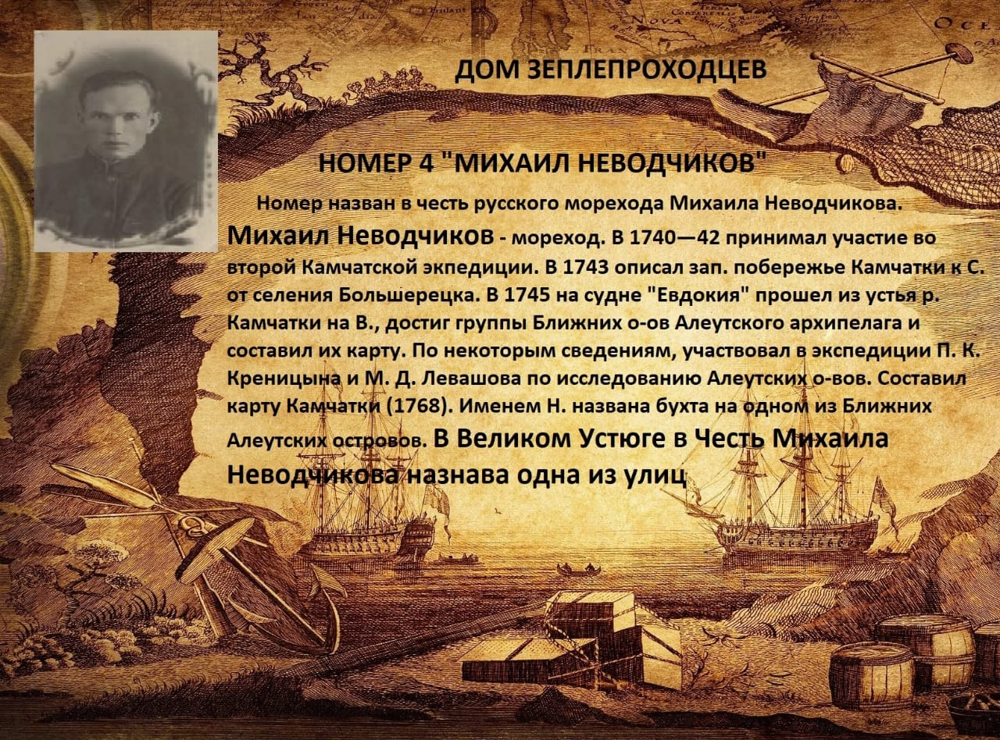 ДОМ ЗЕПЛЕПРОХОДЦЕВ
НОМЕР 4 "МИХАИЛ НЕВОДЧИКОВ"
Номер назван в честь русского морехода Михаила Неводчикова.
Михаил Неводчиков - мореход. В 1740—42 принимал участие во
второй Камчатской экпедиции. В 1743 описал зап. побережье Камчатки к С.
от селения Большерецка. В 1745 на судне "Евдокия" прошел из устья р.
Камчатки на В., достиг группы Ближних о-ов Алеутского архипелага и
составил их карту. По некоторым сведениям, участвовал в экспедиции П. К.
Креницына и М. Д. Левашова по исследованию Алеутских о-вов. Составил
карту Камчатки (1768). Именем Н. названа бухта на одном из Ближних
Алеутских островов. В Великом Устюге в Честь Михаила
Неводчикова назнава одна из улиц